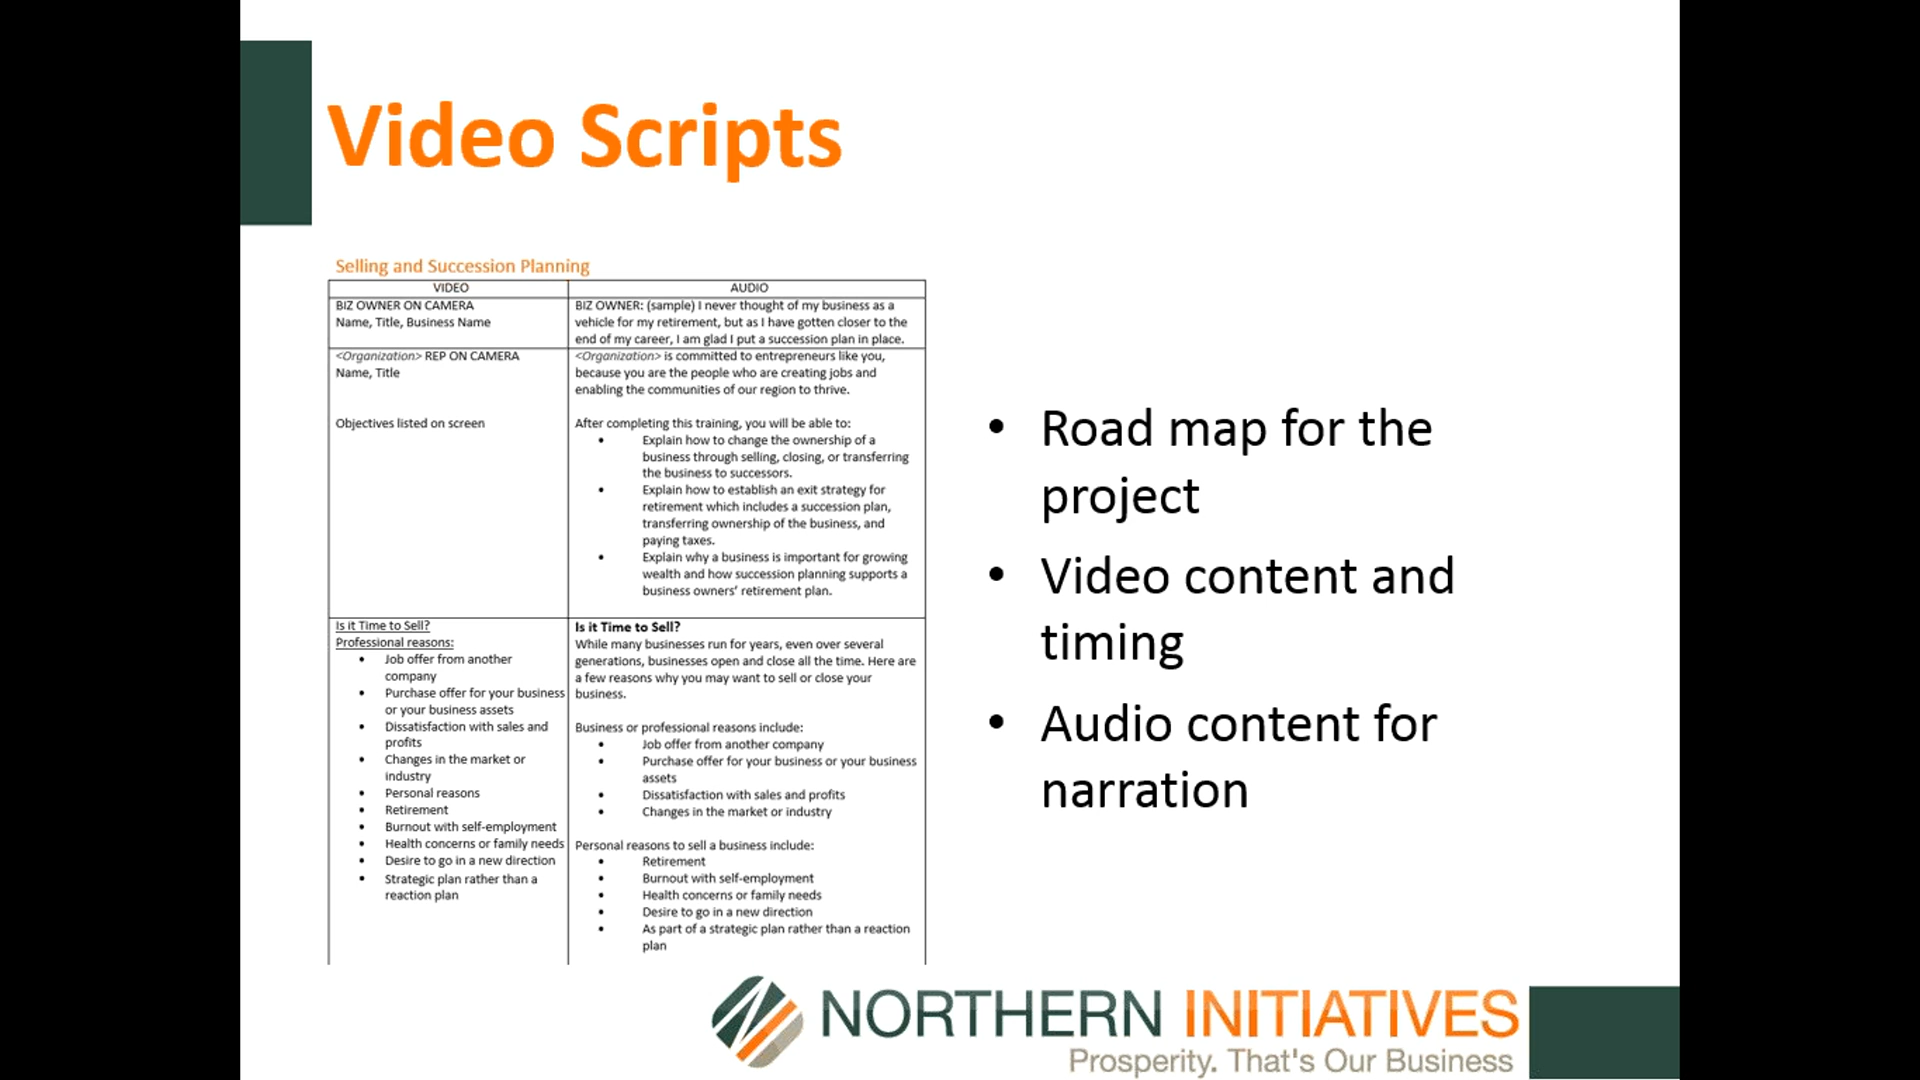 Video Scripts
Selling and Succession Planning
VIDEO
AUDIO
BIZ OWNER ON CAMERA
Name, Title, Business Name
BIZ OWNER: (sample) I never thought of my business as a
vehicle for my retirement, but as I have gotten closer to the
end of my career, I am glad I put a succession plan in place.
<Organization> REP ON CAMERA
Name, Title
Objectives listed on screen
<Organization> is committed to entrepreneurs like you,
because you are the people who are creating jobs and
enabling the communities of our region to thrive.
After completing this training, you will be able to:
• Explain how to change the ownership of a
business through selling, closing, or transferring
the business to successors.
• Explain how to establish an exit strategy for
retirement which includes a succession plan,
transferring ownership of the business, and
paying taxes.
• Explain why a business is important for growing
wealth and how succession planning supports a
business owners' retirement plan.
Is it Time to Sell?
Professional reasons:
• Job offer from another
company
• Purchase offer for your business
or your business assets
• Dissatisfaction with sales and
profits
• Changes in the market or
industry
• Personal reasons
• Retirement
• Burnout with self-employment
• Health concerns or family needs
• Desire to go in a new direction
• Strategic plan rather than a
reaction plan
Is it Time to Sell?
While many businesses run for years, even over several
generations, businesses open and close all the time. Here are
a few reasons why you may want to sell or close your
business.
Business or professional reasons include:
• Job offer from another company
• Purchase offer for your business or your business
assets
• Dissatisfaction with sales and profits
• Changes in the market or industry
Personal reasons to sell a business include:
• Retirement
• Burnout with self-employment
• Health concerns or family needs
• Desire to go in a new direction
• As part of a strategic plan rather than a reaction
plan
• Road map for the
project
• Video content and
timing
• Audio content for
narration
NORTHERN INITIATIVES
Prosperity. That's Our Business